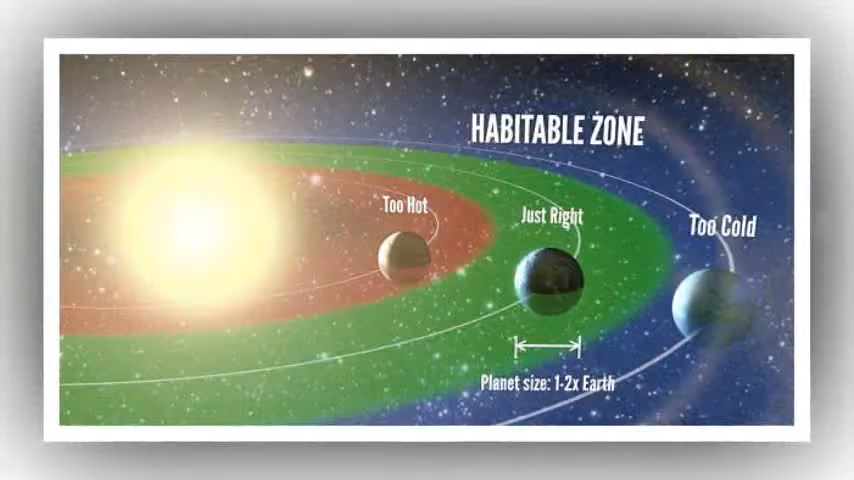 HABITABLE ZONE
Too Hot
Just Right
Too Cold
Planet size: 1-2x Earth